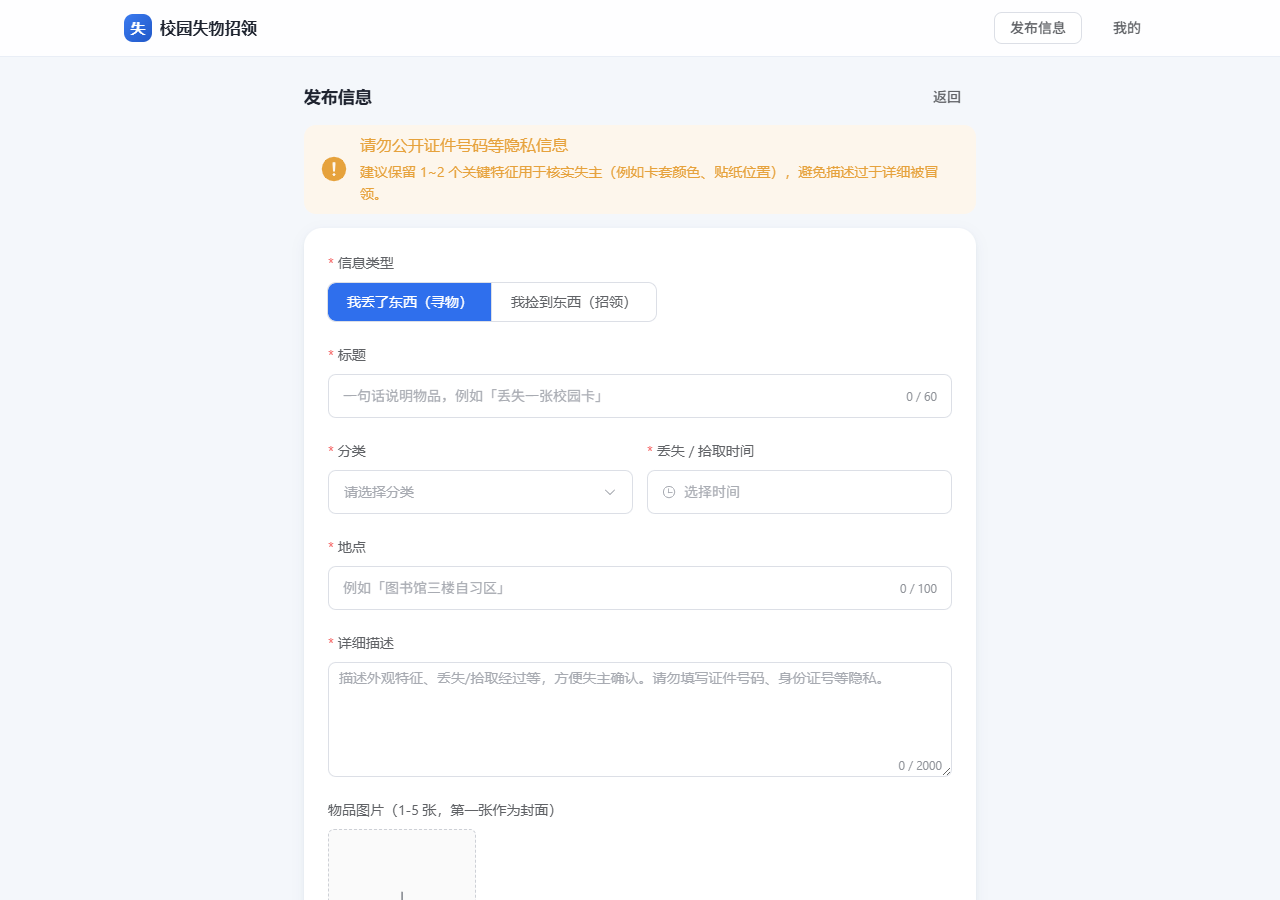 失 校园失物招领
发布信息 我的
发布信息 返回
请勿公开证件号码等隐私信息
建议保留 1~2 个关键特征用于核实失主（例如卡套颜色、贴纸位置），避免描述过于详细被冒
领。
* 信息类型
我丢了东西（寻物） 我捡到东西（招领）
* 标题
一句话说明物品，例如「丢失一张校园卡」 0 / 60
* 分类 * 丢失 / 拾取时间
请选择分类 选择时间
* 地点
例如「图书馆三楼自习区」 0 / 100
* 详细描述
描述外观特征、丢失/拾取经过等，方便失主确认。请勿填写证件号码、身份证号等隐私。
0 / 2000
物品图片（1-5 张，第一张作为封面）